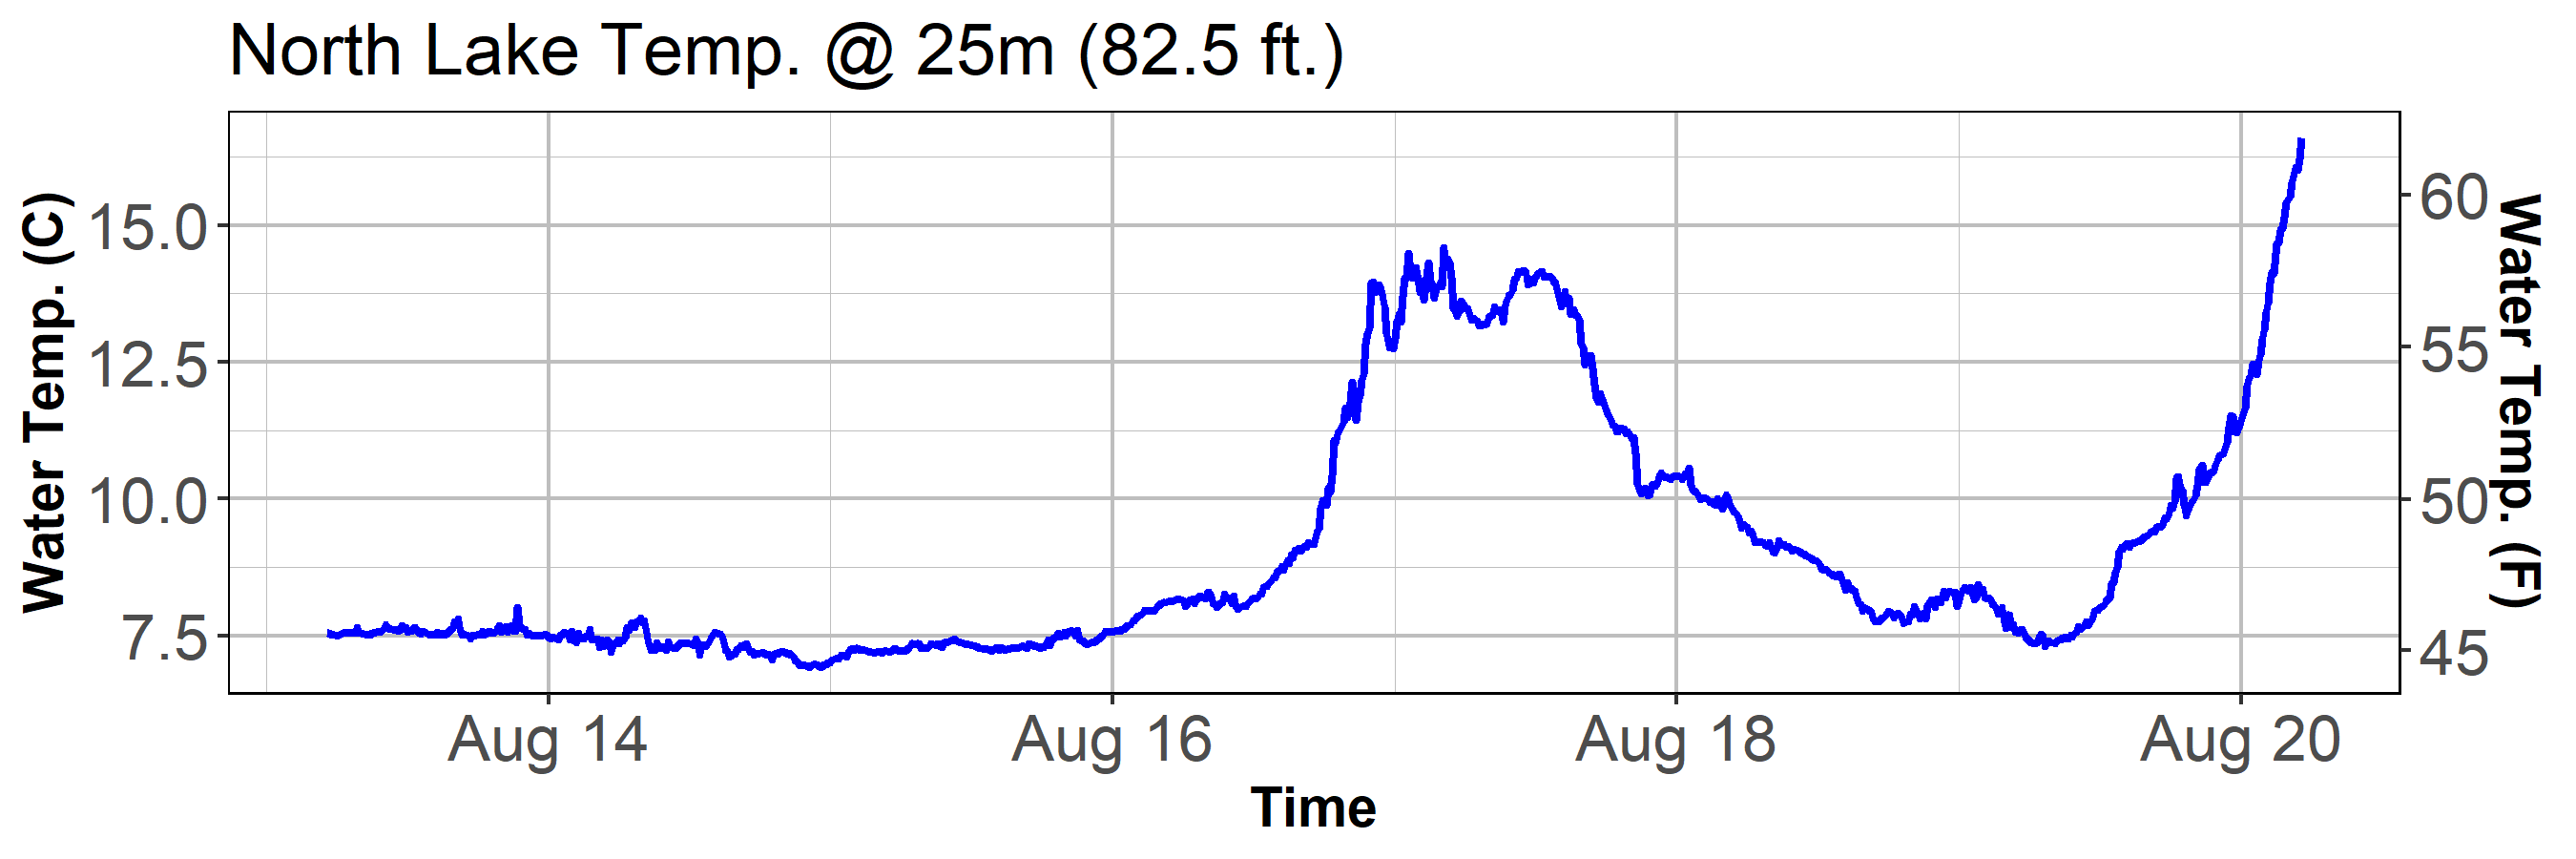 North Lake Temp. @ 25m (82.5 ft.)
Water Temp. (C)
15.0
12.5
10.0
7.5
60
55
50
45
Water Temp. (F)
Aug 14 Aug 16 Aug 18 Aug 20
Time